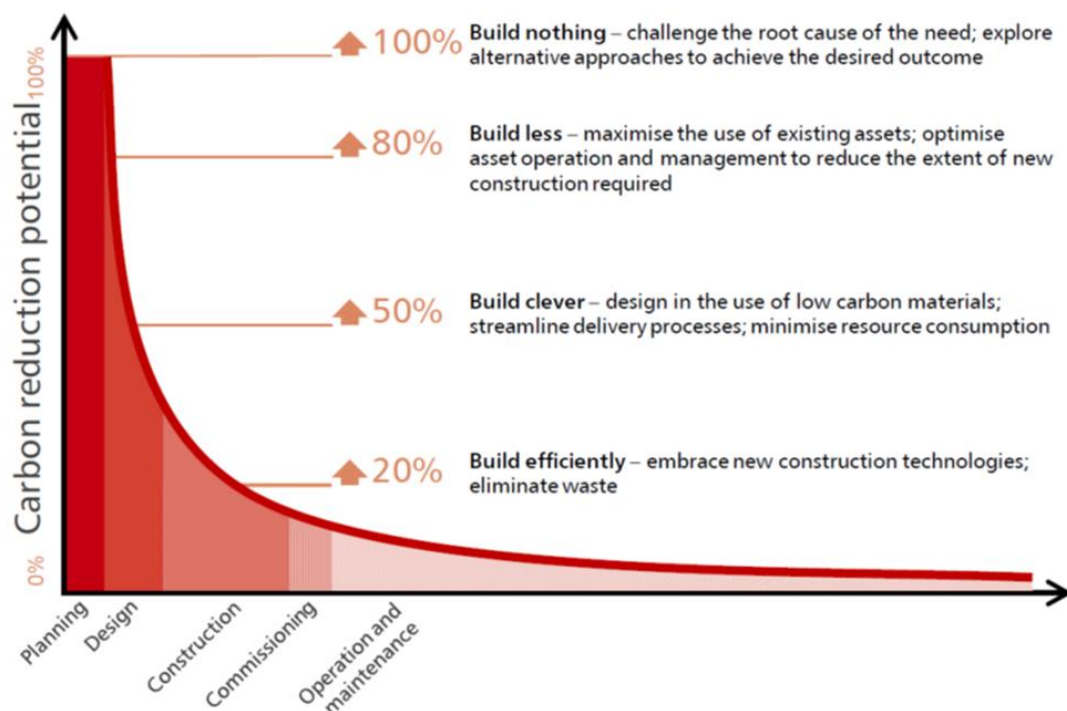 100%
Carbon reduction potential
0%
100%
Build nothing – challenge the root cause of the need; explore
alternative approaches to achieve the desired outcome
80%
Build less – maximise the use of existing assets; optimise
asset operation and management to reduce the extent of new
construction required
50%
Build clever – design in the use of low carbon materials;
streamline delivery processes; minimise resource consumption
20%
Build efficiently – embrace new construction technologies;
eliminate waste
Planning
Design
Construction
Commissioning
Operation and
maintenance